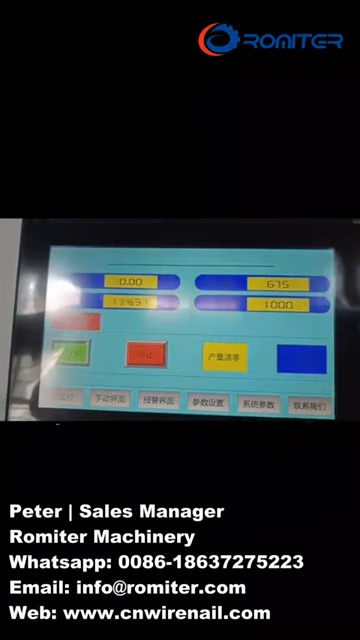 ROMITER
0.00
675
1000
产量清零
手动界面
报警界面
参数设置
系统参数
联系我们
Peter | Sales Manager
Romiter Machinery
Whatsapp: 0086-18637275223
Email: info@romiter.com
Web: www.cnwirenail.com